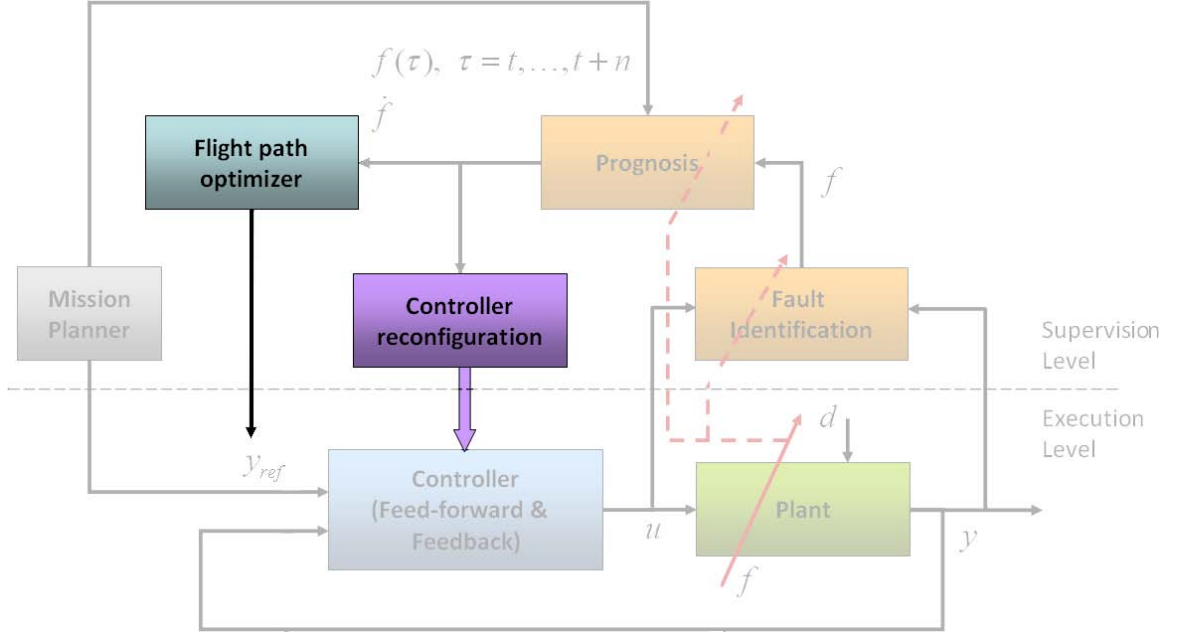 f(τ), τ = t,...,t + n
ḟ
Flight path
optimizer
Prognosis
f
Mission
Planner
Controller
reconfiguration
Fault
Identification
Supervision
Level
Execution
Level
d
y_ref
Controller
(Feed-forward &
Feedback)
u
Plant
y
f